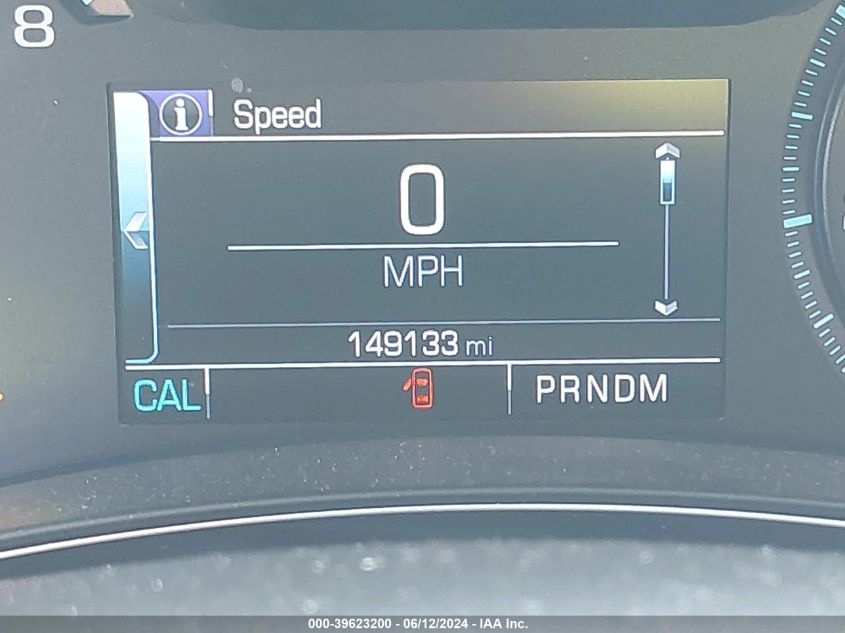 8
i Speed
0
MPH
149133 mi
CAL PRNDM
000-39623200 - 06/12/2024 - IAA Inc.